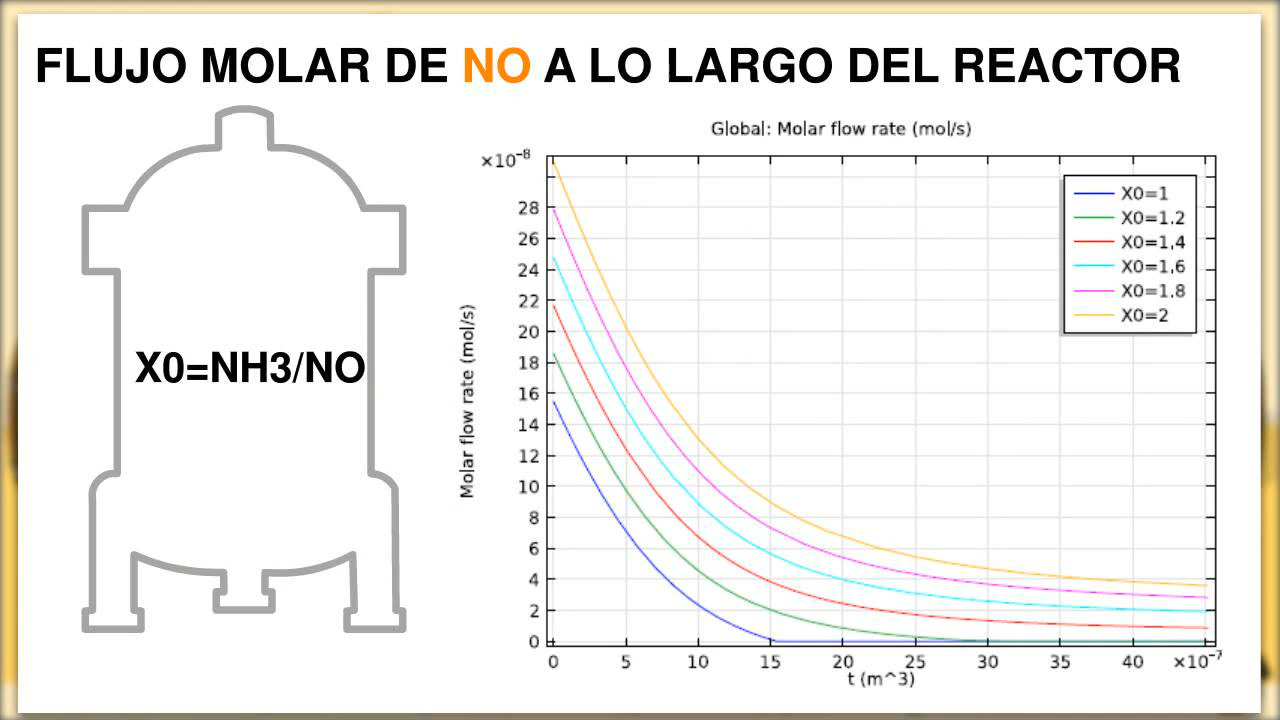 FLUJO MOLAR DE NO A LO LARGO DEL REACTOR
X0=NH3/NO
Global: Molar flow rate (mol/s)
×10⁻⁸
28
26
24
22
20
18
16
14
12
10
8
6
4
2
0
Molar flow rate (mol/s)
X0=1
X0=1.2
X0=1.4
X0=1.6
X0=1.8
X0=2
0 5 10 15 20 25 30 35 40 ×10⁻⁷
t (m^3)